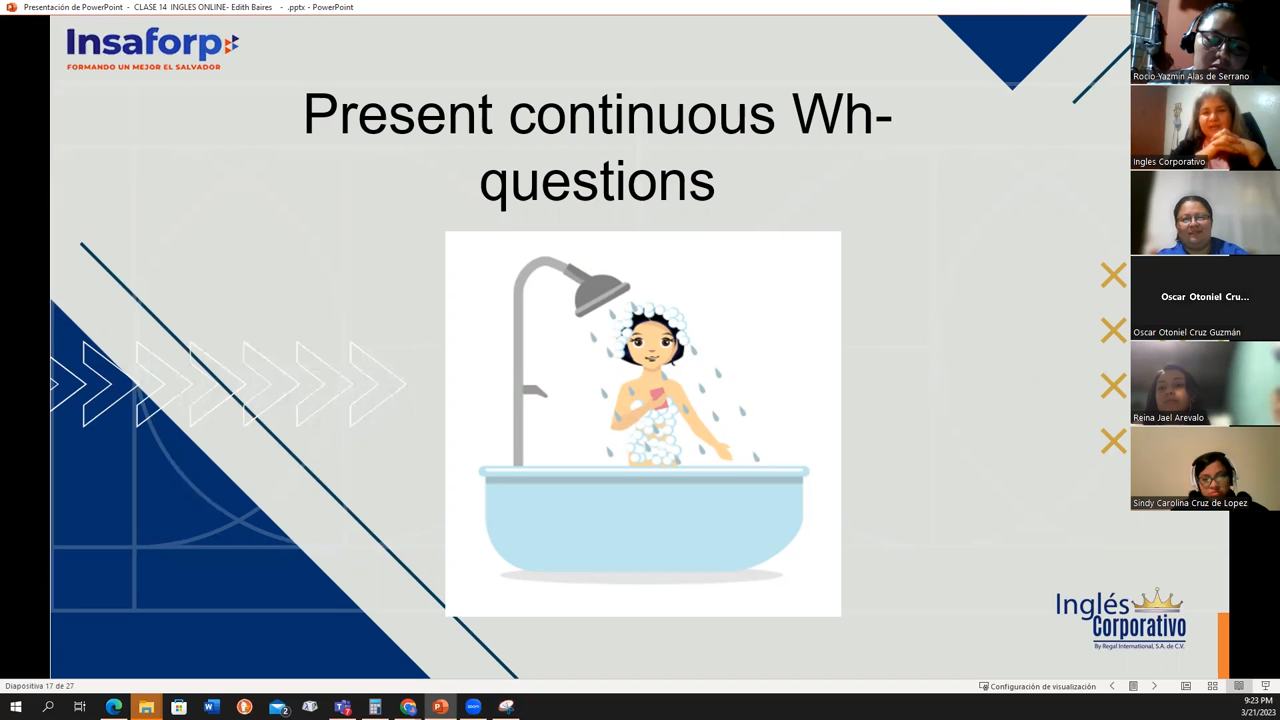 Presentación de PowerPoint - CLASE 14 INGLES ONLINE- Edith Baires - .pptx - PowerPoint
Insaforp
FORMANDO UN MEJOR EL SALVADOR
Present continuous Wh-
questions
Rocio Yazmin Alas de Serrano
Ingles Corporativo
Oscar Otoniel Cru...
Oscar Otoniel Cruz Guzmán
Reina Jael Arevalo
Sindy Carolina Cruz de Lopez
Inglés
Corporativo
By Regal International, S.A. de C.V.
Diapositiva 17 de 27
Configuración de visualización
9:23 PM
3/21/2023